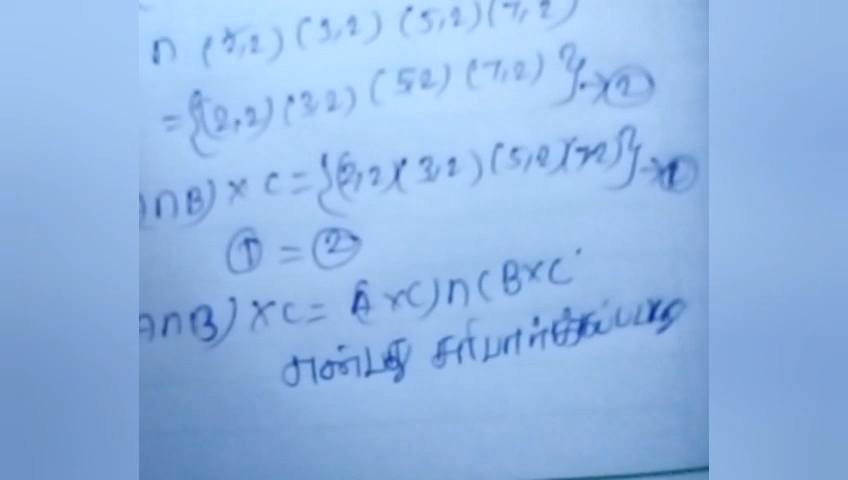 ∩ (2,2) (3,2) (5,2) (7,2)
= {(2,2) (3,2) (5,2) (7,2)} → ②
∩B) × C = {(2,2)(3,2) (5,2)(7,2)} → ①
① = ②
A∩B) × C = (A×C) ∩ (B×C
என்பது சரிபார்க்கப்பட்டது